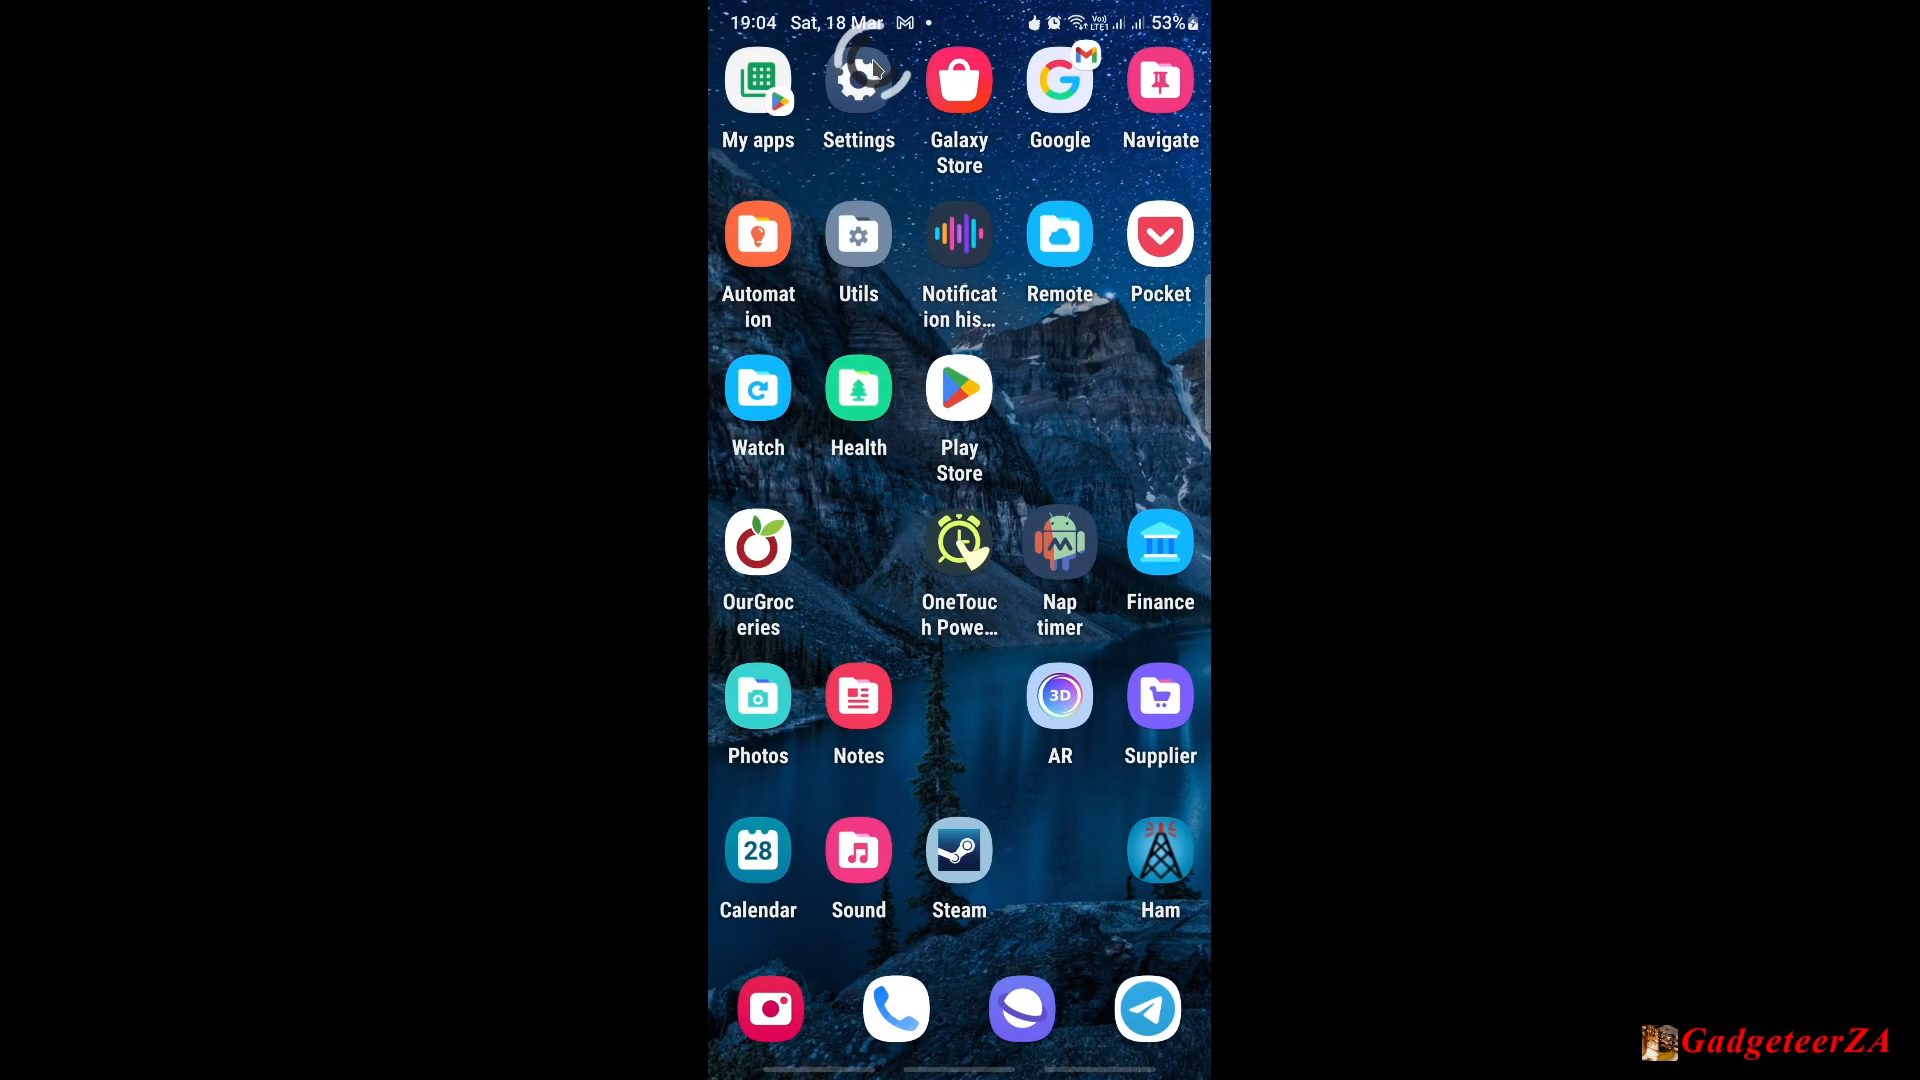 19:04 Sat, 18 Mar 53%
My apps Settings Galaxy Store Google Navigate
Automat
ion Utils Notificat
ion his... Remote Pocket
Watch Health Play
Store
OurGroc
eries OneTouc
h Powe... Nap
timer Finance
3D
Photos Notes AR Supplier
28
Calendar Sound Steam Ham
GadgeteerZA